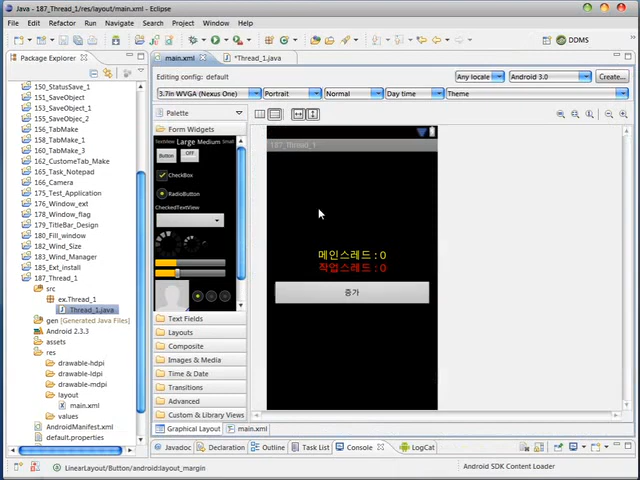 Java - 187_Thread_1/res/layout/main.xml - Eclipse
File Edit Refactor Run Navigate Search Project Window Help
DDMS
Package Explorer
main.xml
*Thread_1.java
Editing config: default
Any locale
Android 3.0
Create...
3.7in WVGA (Nexus One)
Portrait
Normal
Day time
Theme
150_StatusSave_1
151_SaveObject
153_SaveObject_1
155_SaveObjec_2
156_TabMake
158_TabMake_1
160_TabMake_3
162_CustomeTab_Make
165_Task_Notepad
166_Camera
175_Test_Application
176_Window_ext
178_Window_flag
179_TitleBar_Design
180_Fill_window
182_Wind_Size
183_Wind_Manager
185_Ext_install
187_Thread_1
src
ex.Thread_1
Thread_1.java
gen [Generated Java Files]
Android 2.3.3
assets
res
drawable-hdpi
drawable-ldpi
drawable-mdpi
layout
main.xml
values
AndroidManifest.xml
default.properties
Palette
Form Widgets
TextView Large Medium Small
Button
OFF
CheckBox
RadioButton
CheckedTextView
Text Fields
Layouts
Composite
Images & Media
Time & Date
Transitions
Advanced
Custom & Library Views
187_Thread_1
메인스레드 : 0
작업스레드 : 0
증가
Graphical Layout
main.xml
Javadoc
Declaration
Outline
Task List
Console
LogCat
LinearLayout/Button/android:layout_margin
Android SDK Content Loader